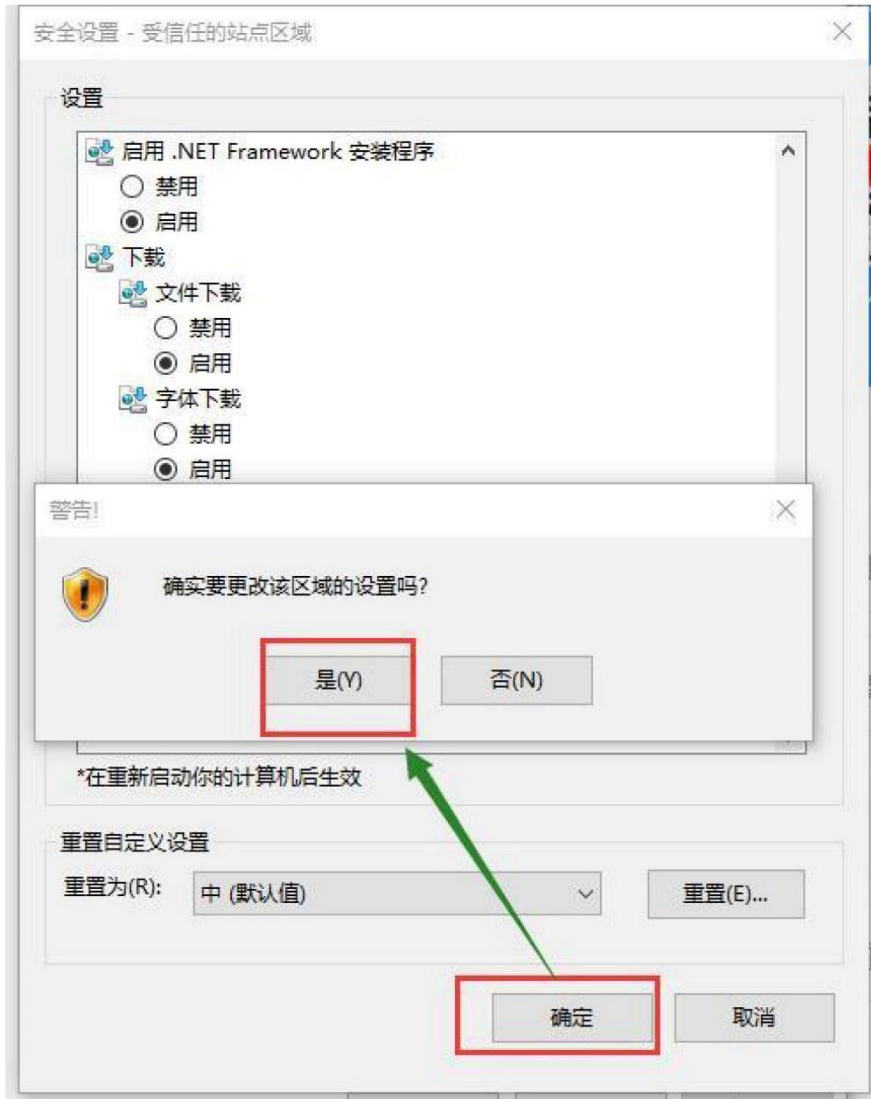 安全设置 - 受信任的站点区域
设置
启用 .NET Framework 安装程序
禁用
启用
下载
文件下载
禁用
启用
字体下载
禁用
启用
警告!
确实要更改该区域的设置吗?
是(Y)
否(N)
*在重新启动你的计算机后生效
重置自定义设置
重置为(R):
中 (默认值)
重置(E)...
确定
取消